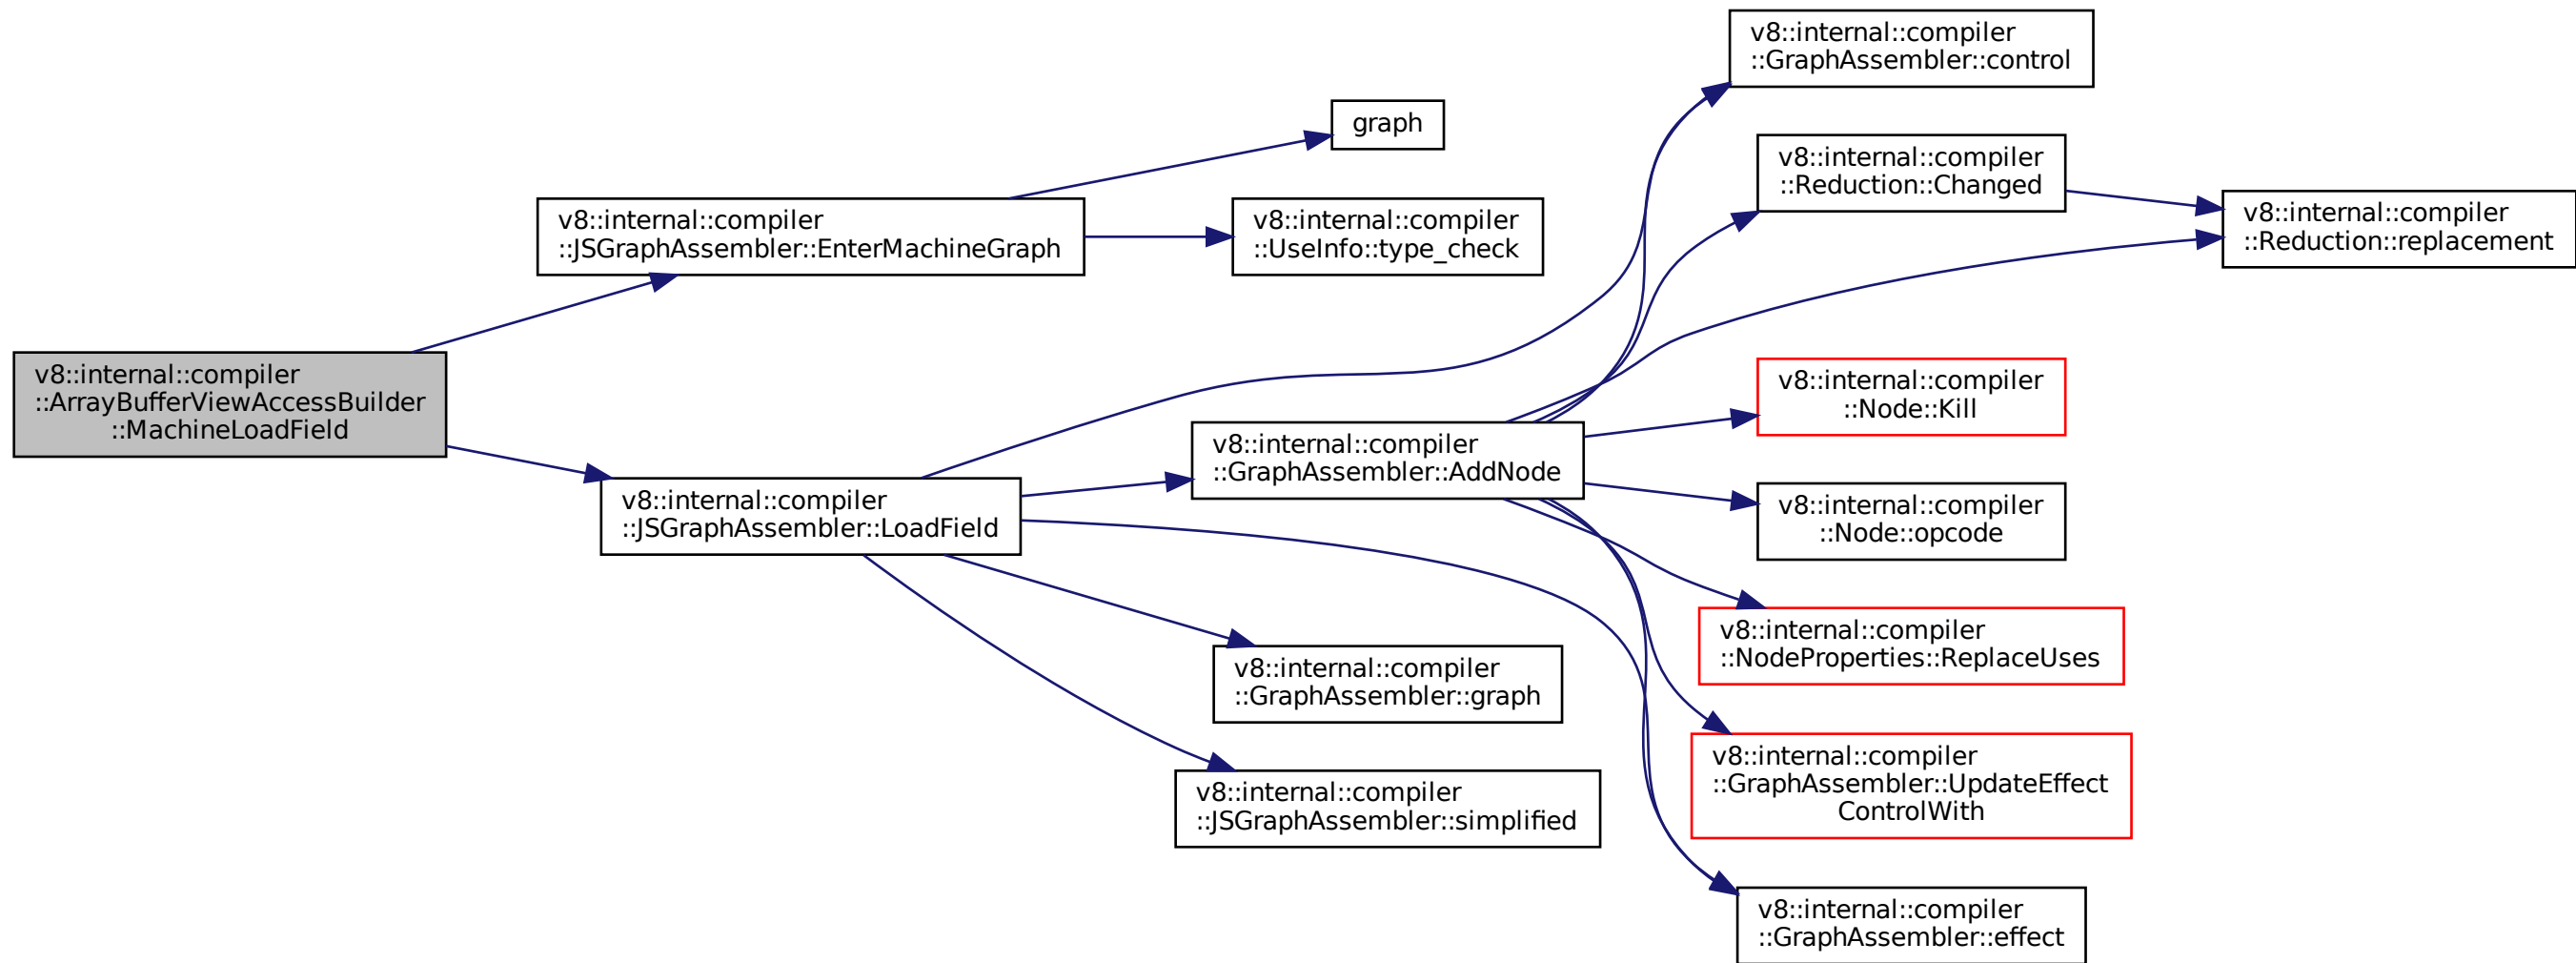 v8::internal::compiler
::ArrayBufferViewAccessBuilder
::MachineLoadField
v8::internal::compiler
::JSGraphAssembler::EnterMachineGraph
graph
v8::internal::compiler
::UseInfo::type_check
v8::internal::compiler
::JSGraphAssembler::LoadField
v8::internal::compiler
::GraphAssembler::control
v8::internal::compiler
::GraphAssembler::AddNode
v8::internal::compiler
::Reduction::Changed
v8::internal::compiler
::Reduction::replacement
v8::internal::compiler
::Node::Kill
v8::internal::compiler
::Node::opcode
v8::internal::compiler
::NodeProperties::ReplaceUses
v8::internal::compiler
::GraphAssembler::UpdateEffect
ControlWith
v8::internal::compiler
::GraphAssembler::effect
v8::internal::compiler
::GraphAssembler::graph
v8::internal::compiler
::JSGraphAssembler::simplified